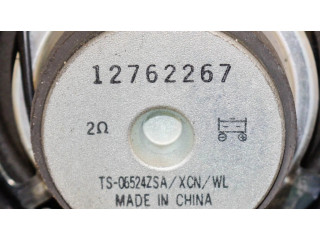 12762267
2Ω
TS-06524ZSA/XCN/WL
MADE IN CHINA